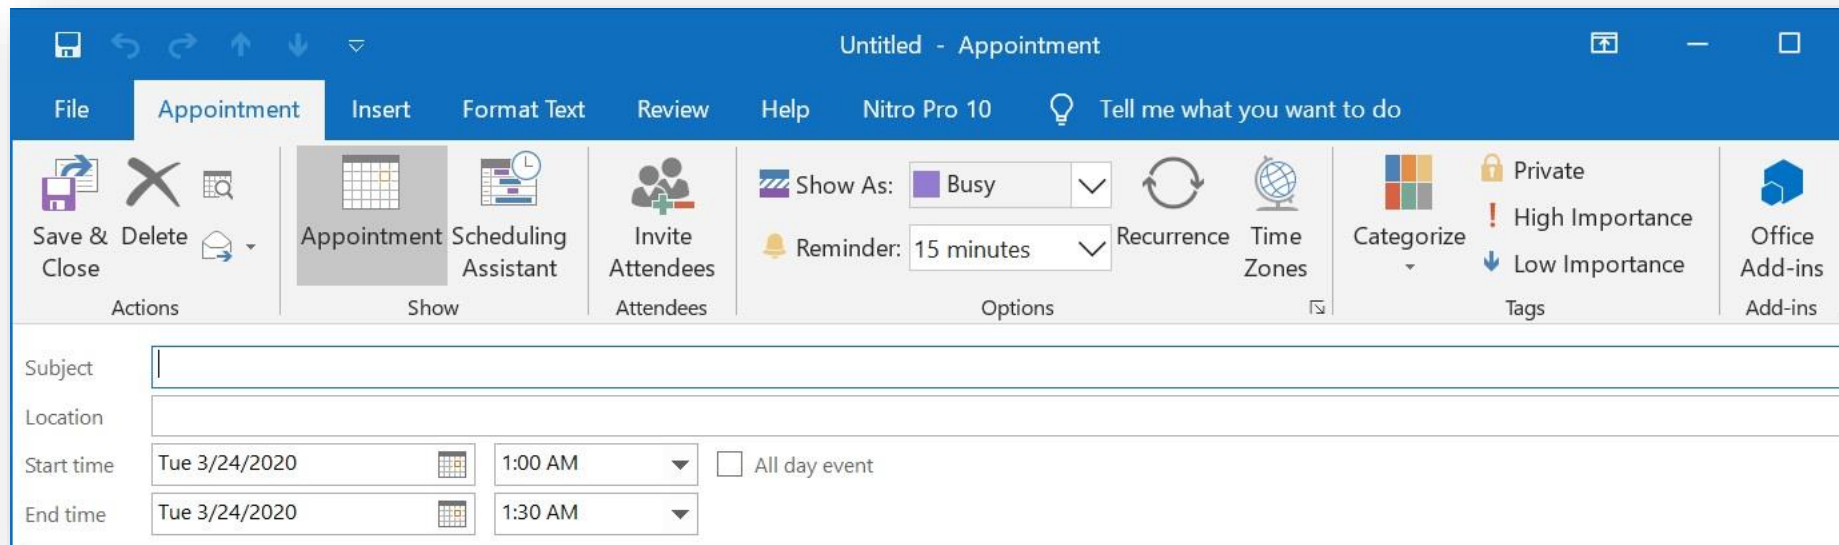 Untitled - Appointment
File Appointment Insert Format Text Review Help Nitro Pro 10 Tell me what you want to do
Save & Close
Delete
Actions
Appointment
Scheduling Assistant
Show
Invite Attendees
Attendees
Show As: Busy
Reminder: 15 minutes
Recurrence
Time Zones
Options
Categorize
Private
High Importance
Low Importance
Tags
Office Add-ins
Add-ins
Subject
Location
Start time Tue 3/24/2020 1:00 AM All day event
End time Tue 3/24/2020 1:30 AM